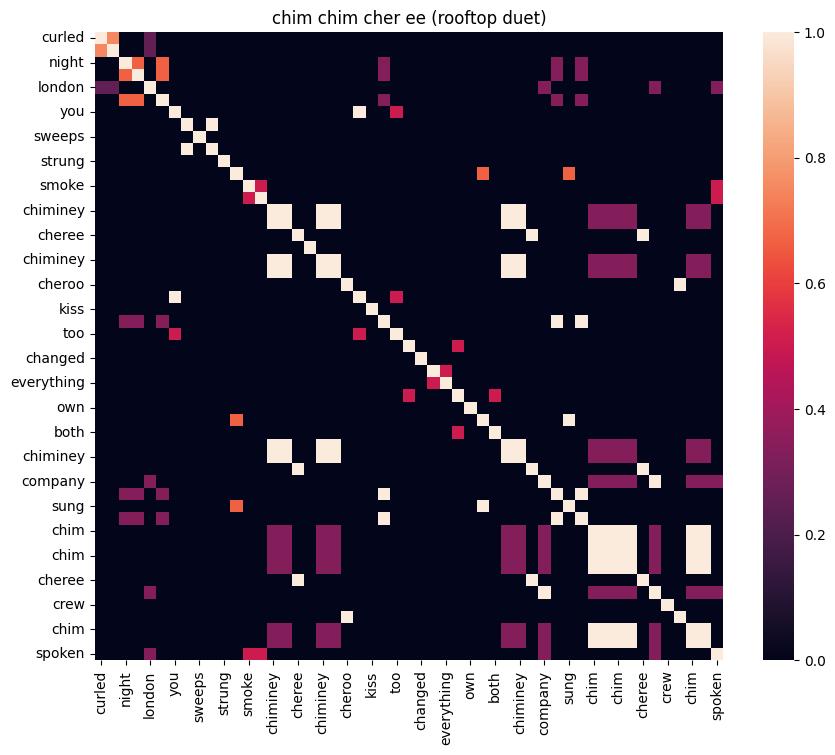 chim chim cher ee (rooftop duet)
curled
night
london
you
sweeps
strung
smoke
chiminey
cheree
chiminey
cheroo
kiss
too
changed
everything
own
both
chiminey
company
sung
chim
chim
cheree
crew
chim
spoken
1.0
0.8
0.6
0.4
0.2
0.0
curled
night
london
you
sweeps
strung
smoke
chiminey
cheree
chiminey
cheroo
kiss
too
changed
everything
own
both
chiminey
company
sung
chim
chim
cheree
crew
chim
spoken